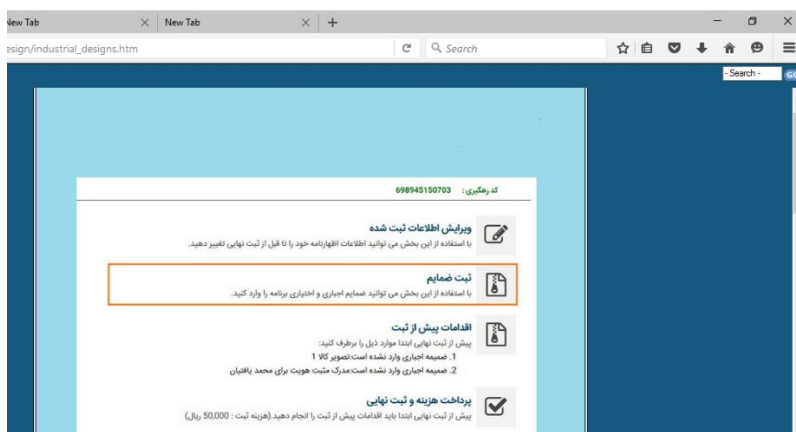 New Tab
New Tab
esign/industrial_designs.htm
Search
- Search -
GO
کد رهگیری : 698945150703
ویرایش اطلاعات ثبت شده
با استفاده از این بخش می توانید اطلاعات اظهارنامه خود را تا قبل از ثبت نهایی تغییر دهید.
ثبت ضمایم
با استفاده از این بخش می توانید ضمایم اجباری و اختیاری برنامه را وارد کنید.
اقدامات پیش از ثبت
پیش از ثبت نهایی ابتدا موارد ذیل را برطرف کنید:
1. ضمیمه اجباری وارد نشده است:تصویر کالا 1
2. ضمیمه اجباری وارد نشده است:مدرک مثبت هویت برای محمد یافتیان
پرداخت هزینه و ثبت نهایی
پیش از ثبت نهایی ابتدا باید اقدامات پیش از ثبت را انجام دهید.(هزینه ثبت : 50,000 ریال)